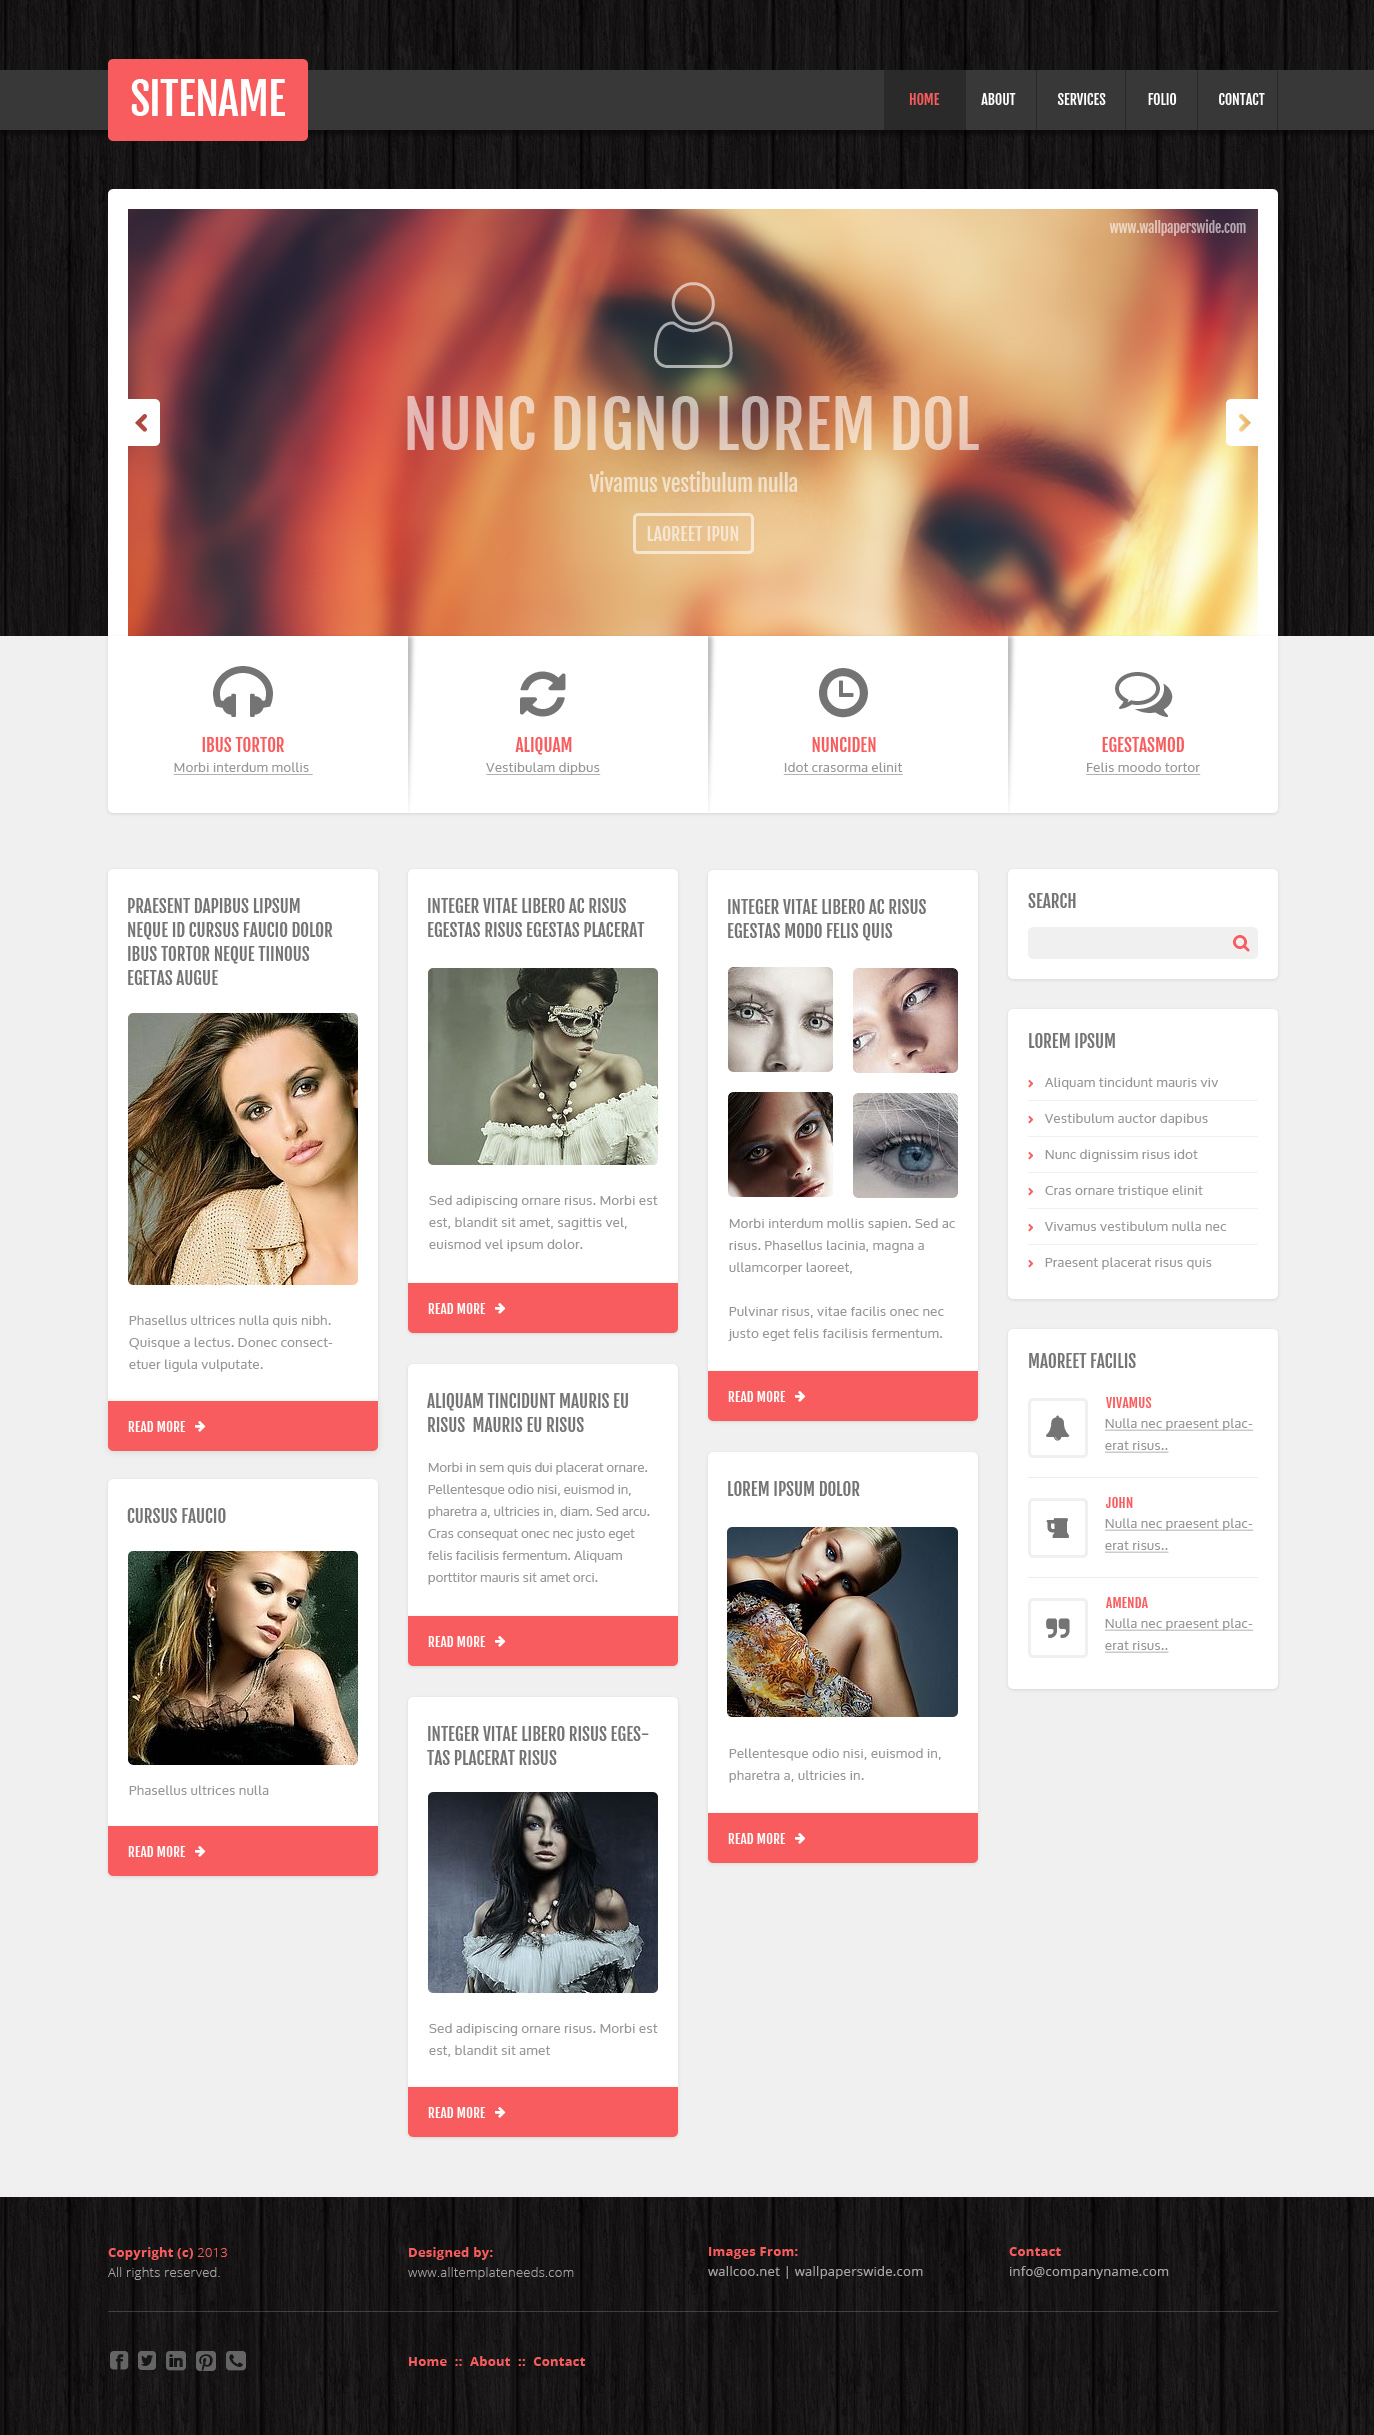 SITENAME
HOME
ABOUT
SERVICES
FOLIO
CONTACT
www.wallpaperswide.com
NUNC DIGNO LOREM DOL
Vivamus vestibulum nulla
LAOREET IPUN
IBUS TORTOR
Morbi interdum mollis
ALIQUAM
Vestibulam dipbus
NUNCIDEN
Idot crasorma elinit
EGESTASMOD
Felis moodo tortor
PRAESENT DAPIBUS LIPSUM
NEQUE ID CURSUS FAUCIO DOLOR
IBUS TORTOR NEQUE TIINOUS
EGETAS AUGUE
Phasellus ultrices nulla quis nibh.
Quisque a lectus. Donec consect-
etuer ligula vulputate.
READ MORE
CURSUS FAUCIO
Phasellus ultrices nulla
READ MORE
INTEGER VITAE LIBERO AC RISUS
EGESTAS RISUS EGESTAS PLACERAT
Sed adipiscing ornare risus. Morbi est
est, blandit sit amet, sagittis vel,
euismod vel ipsum dolor.
READ MORE
ALIQUAM TINCIDUNT MAURIS EU
RISUS MAURIS EU RISUS
Morbi in sem quis dui placerat ornare.
Pellentesque odio nisi, euismod in,
pharetra a, ultricies in, diam. Sed arcu.
Cras consequat onec nec justo eget
felis facilisis fermentum. Aliquam
porttitor mauris sit amet orci.
READ MORE
INTEGER VITAE LIBERO RISUS EGES-
TAS PLACERAT RISUS
Sed adipiscing ornare risus. Morbi est
est, blandit sit amet
READ MORE
INTEGER VITAE LIBERO AC RISUS
EGESTAS MODO FELIS QUIS
Morbi interdum mollis sapien. Sed ac
risus. Phasellus lacinia, magna a
ullamcorper laoreet,
Pulvinar risus, vitae facilis onec nec
justo eget felis facilisis fermentum.
READ MORE
LOREM IPSUM DOLOR
Pellentesque odio nisi, euismod in,
pharetra a, ultricies in.
READ MORE
SEARCH
LOREM IPSUM
Aliquam tincidunt mauris viv
Vestibulum auctor dapibus
Nunc dignissim risus idot
Cras ornare tristique elinit
Vivamus vestibulum nulla nec
Praesent placerat risus quis
MAOREET FACILIS
VIVAMUS
Nulla nec praesent plac-
erat risus..
JOHN
Nulla nec praesent plac-
erat risus..
AMENDA
Nulla nec praesent plac-
erat risus..
Copyright (c) 2013
All rights reserved.
Designed by:
www.alltemplateneeds.com
Images From:
wallcoo.net | wallpaperswide.com
Contact
info@companyname.com
Home :: About :: Contact